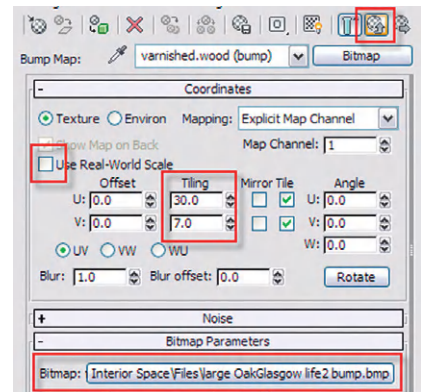 Bump Map: varnished.wood (bump) Bitmap
- Coordinates
Texture Environ Mapping: Explicit Map Channel
Show Map on Back Map Channel: 1
Use Real-World Scale
Offset Tiling Mirror Tile Angle
U: 0.0 30.0 U: 0.0
V: 0.0 7.0 V: 0.0
UV VW WU W: 0.0
Blur: 1.0 Blur offset: 0.0 Rotate
+ Noise
- Bitmap Parameters
Bitmap: Interior Space\Files\large OakGlasgow life2 bump.bmp